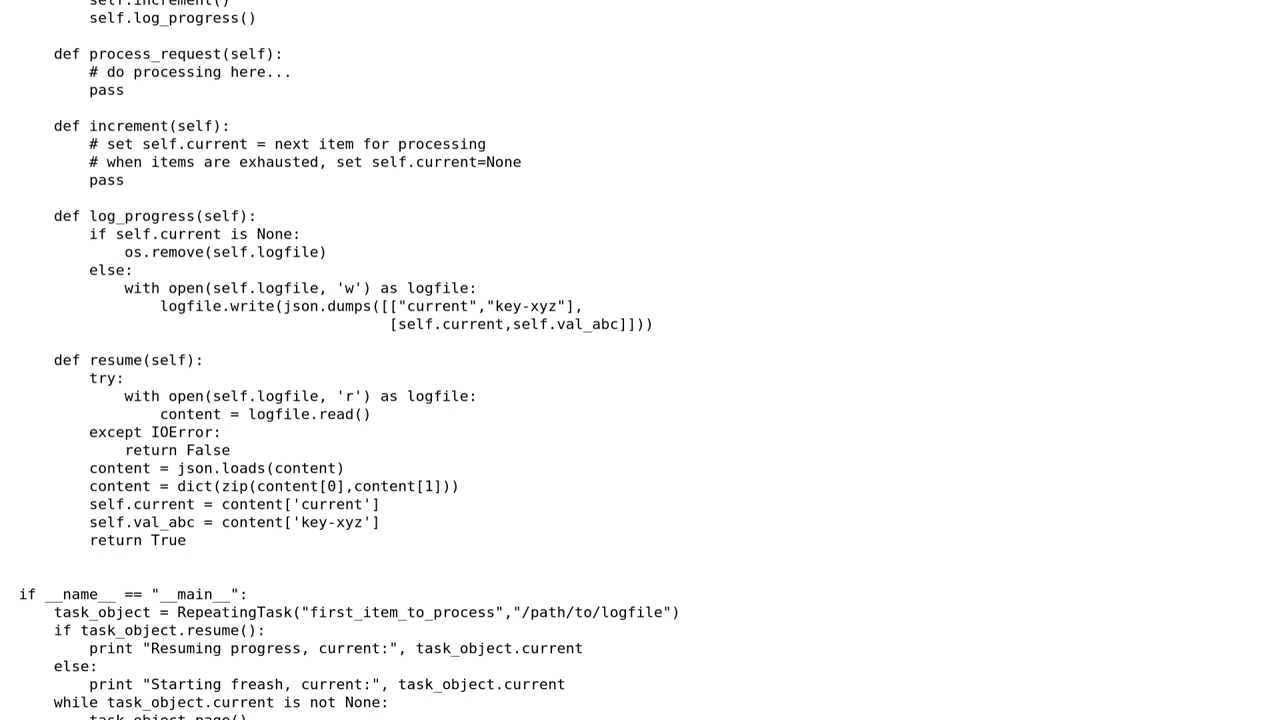 self.increment()
        self.log_progress()

    def process_request(self):
        # do processing here...
        pass

    def increment(self):
        # set self.current = next item for processing
        # when items are exhausted, set self.current=None
        pass

    def log_progress(self):
        if self.current is None:
            os.remove(self.logfile)
        else:
            with open(self.logfile, 'w') as logfile:
                logfile.write(json.dumps([["current","key-xyz"],
                                          [self.current,self.val_abc]]))

    def resume(self):
        try:
            with open(self.logfile, 'r') as logfile:
                content = logfile.read()
        except IOError:
            return False
        content = json.loads(content)
        content = dict(zip(content[0],content[1]))
        self.current = content['current']
        self.val_abc = content['key-xyz']
        return True


if __name__ == "__main__":
    task_object = RepeatingTask("first_item_to_process","/path/to/logfile")
    if task_object.resume():
        print "Resuming progress, current:", task_object.current
    else:
        print "Starting freash, current:", task_object.current
    while task_object.current is not None:
        task_object.page()